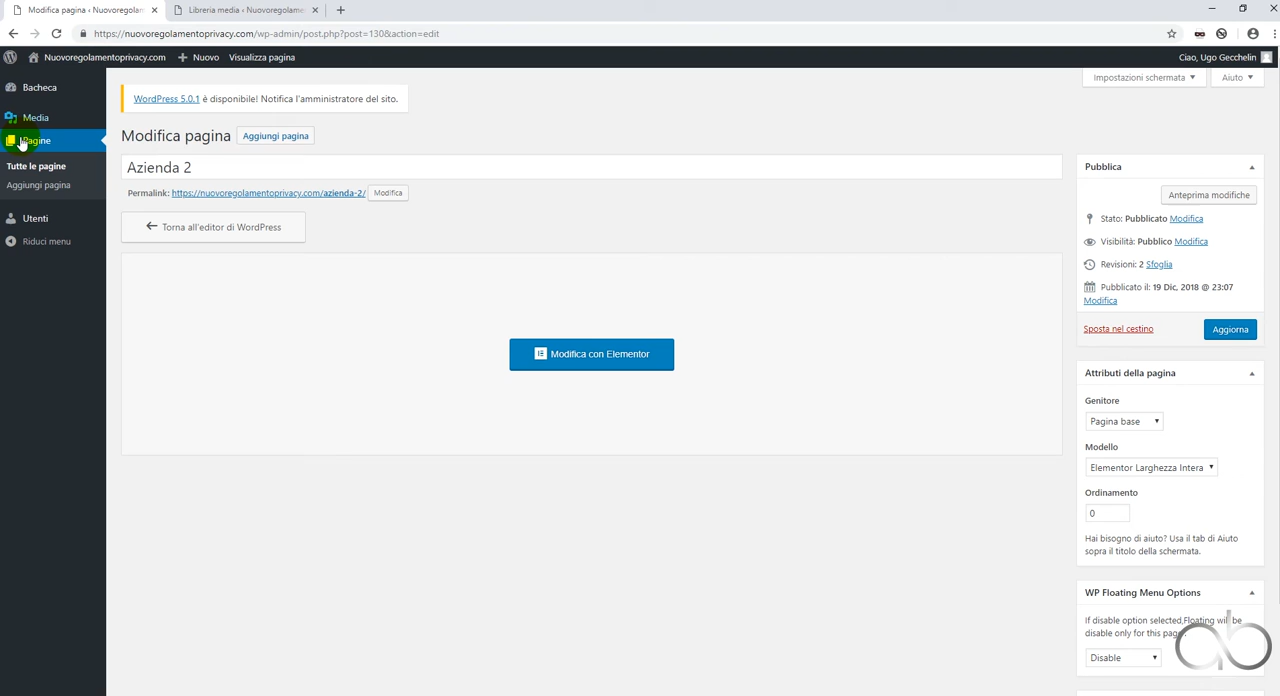 Modifica pagina ‹ Nuovoregolam
Libreria media ‹ Nuovoregolame
https://nuovoregolamentoprivacy.com/wp-admin/post.php?post=130&action=edit
Nuovoregolamentoprivacy.com
Nuovo
Visualizza pagina
Ciao, Ugo Gecchelin
Bacheca
Media
Pagine
Tutte le pagine
Aggiungi pagina
Utenti
Riduci menu
Impostazioni schermata
Aiuto
WordPress 5.0.1 è disponibile! Notifica l'amministratore del sito.
Modifica pagina
Aggiungi pagina
Azienda 2
Permalink: https://nuovoregolamentoprivacy.com/azienda-2/
Modifica
Torna all'editor di WordPress
Modifica con Elementor
Pubblica
Anteprima modifiche
Stato: Pubblicato Modifica
Visibilità: Pubblico Modifica
Revisioni: 2 Sfoglia
Pubblicato il: 19 Dic, 2018 @ 23:07
Modifica
Sposta nel cestino
Aggiorna
Attributi della pagina
Genitore
Pagina base
Modello
Elementor Larghezza Intera
Ordinamento
0
Hai bisogno di aiuto? Usa il tab di Aiuto
sopra il titolo della schermata.
WP Floating Menu Options
If disable option selected,Floating will be
disable only for this page.
Disable
ab